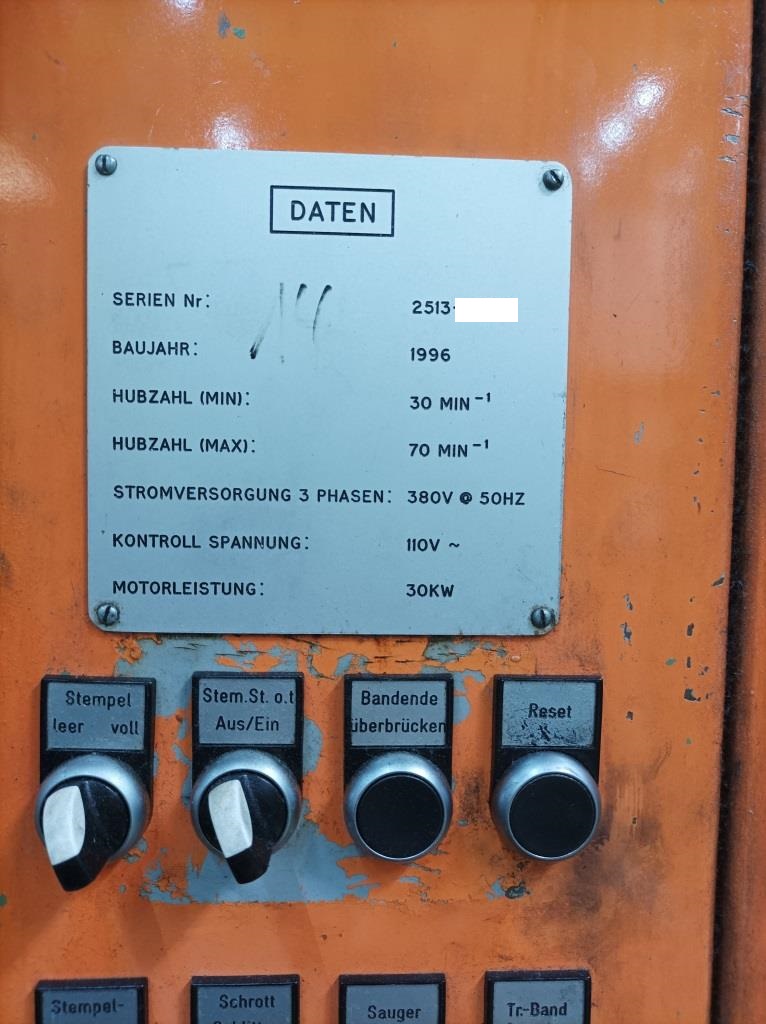 DATEN
14
SERIEN Nr: 2513-
BAUJAHR: 1996
HUBZAHL (MIN): 30 MIN⁻¹
HUBZAHL (MAX): 70 MIN⁻¹
STROMVERSORGUNG 3 PHASEN: 380V @ 50HZ
KONTROLL SPANNUNG: 110V ~
MOTORLEISTUNG: 30KW
Stempel
leer voll
Stem.St. o.t
Aus/Ein
Bandende
überbrücken
Reset
Stempel-
Schrott
Sauger
Tr.-Band